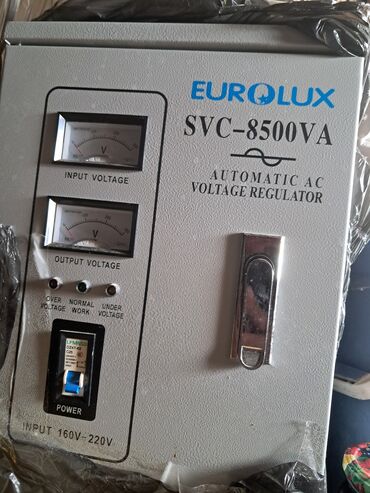 EUROLUX
SVC-8500VA
AUTOMATIC AC
VOLTAGE REGULATOR
V
INPUT VOLTAGE
V
OUTPUT VOLTAGE
OVER VOLTAGE
NORMAL WORK
UNDER VOLTAGE
POWER
INPUT 160V-220V